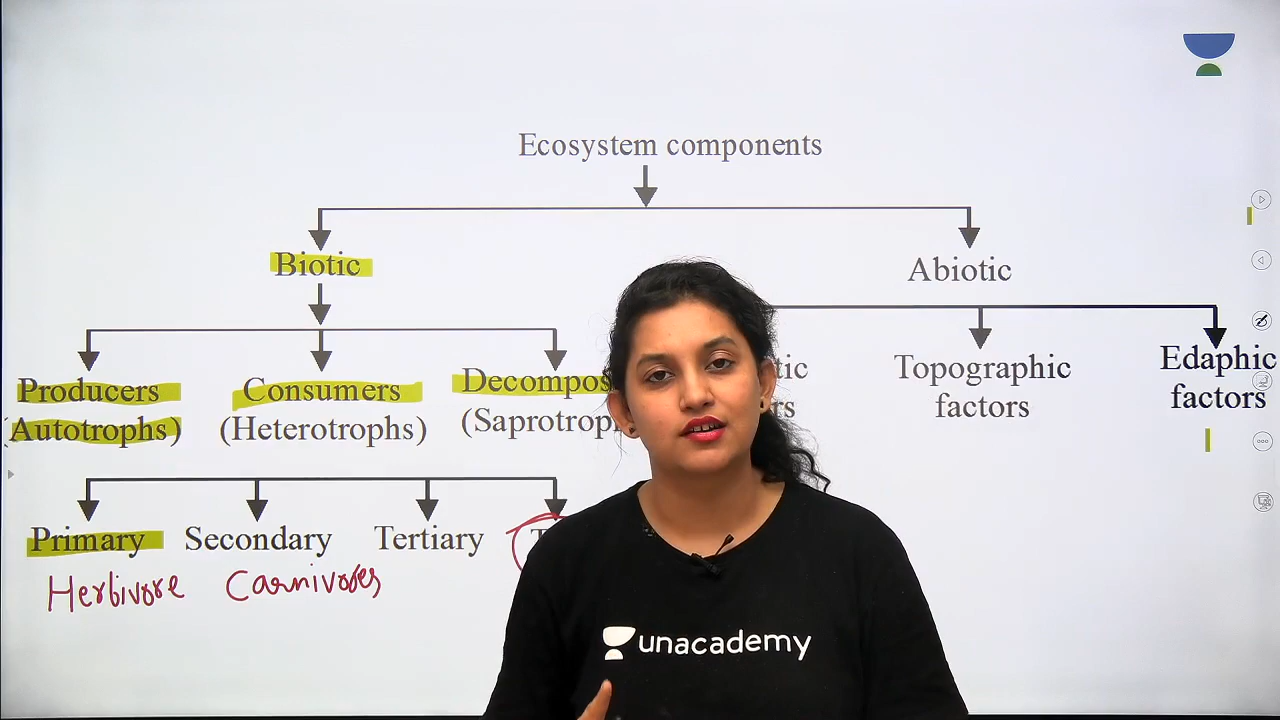 Ecosystem components
Biotic
Abiotic
Producers
(Autotrophs)
Consumers
(Heterotrophs)
Topographic
factors
Edaphic
factors
Primary
Secondary
Tertiary
Herbivore
Carnivores
unacademy